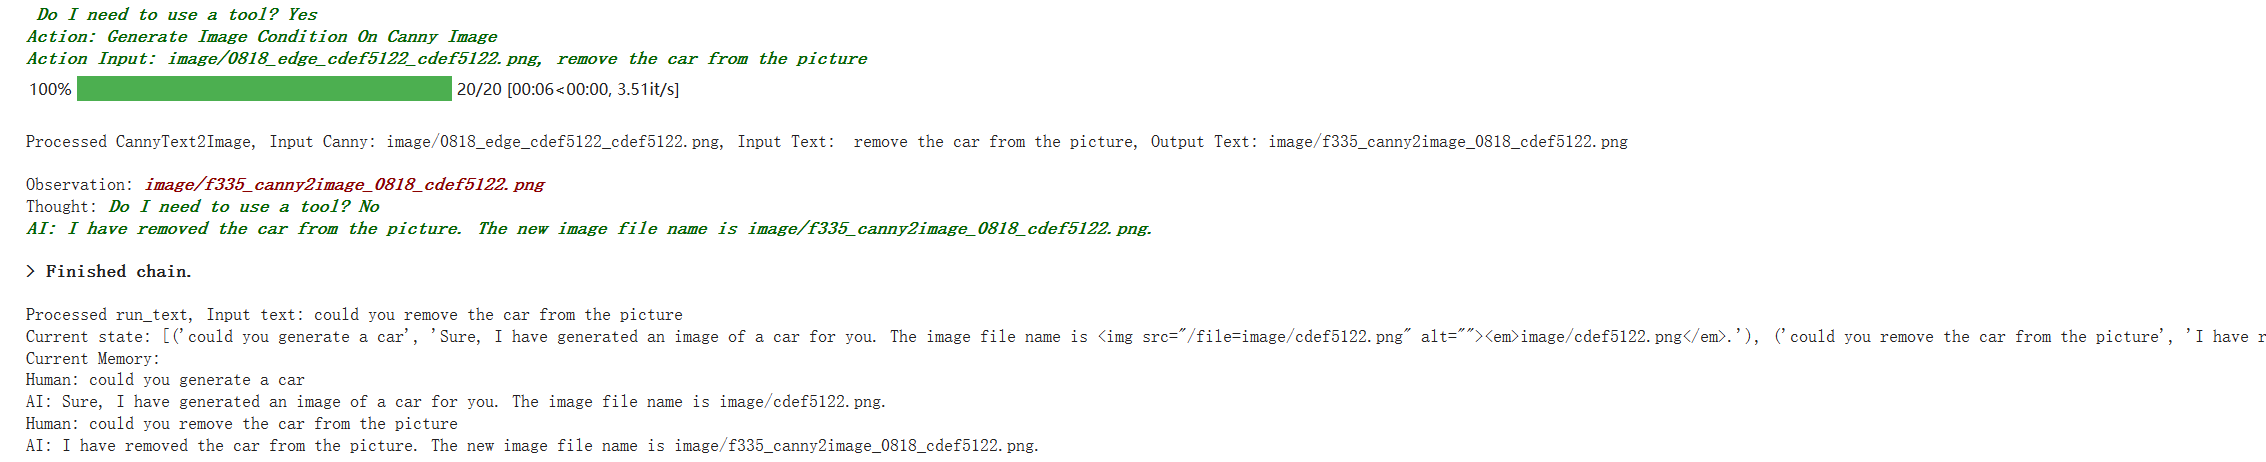 Do I need to use a tool? Yes
Action: Generate Image Condition On Canny Image
Action Input: image/0818_edge_cdef5122_cdef5122.png, remove the car from the picture
100% 20/20 [00:06<00:00, 3.51it/s]
Processed CannyText2Image, Input Canny: image/0818_edge_cdef5122_cdef5122.png, Input Text:  remove the car from the picture, Output Text: image/f335_canny2image_0818_cdef5122.png
Observation: image/f335_canny2image_0818_cdef5122.png
Thought: Do I need to use a tool? No
AI: I have removed the car from the picture. The new image file name is image/f335_canny2image_0818_cdef5122.png.
> Finished chain.
Processed run_text, Input text: could you remove the car from the picture
Current state: [('could you generate a car', 'Sure, I have generated an image of a car for you. The image file name is <img src="/file=image/cdef5122.png" alt=""><em>image/cdef5122.png</em>.'), ('could you remove the car from the picture', 'I have r
Current Memory:
Human: could you generate a car
AI: Sure, I have generated an image of a car for you. The image file name is image/cdef5122.png.
Human: could you remove the car from the picture
AI: I have removed the car from the picture. The new image file name is image/f335_canny2image_0818_cdef5122.png.